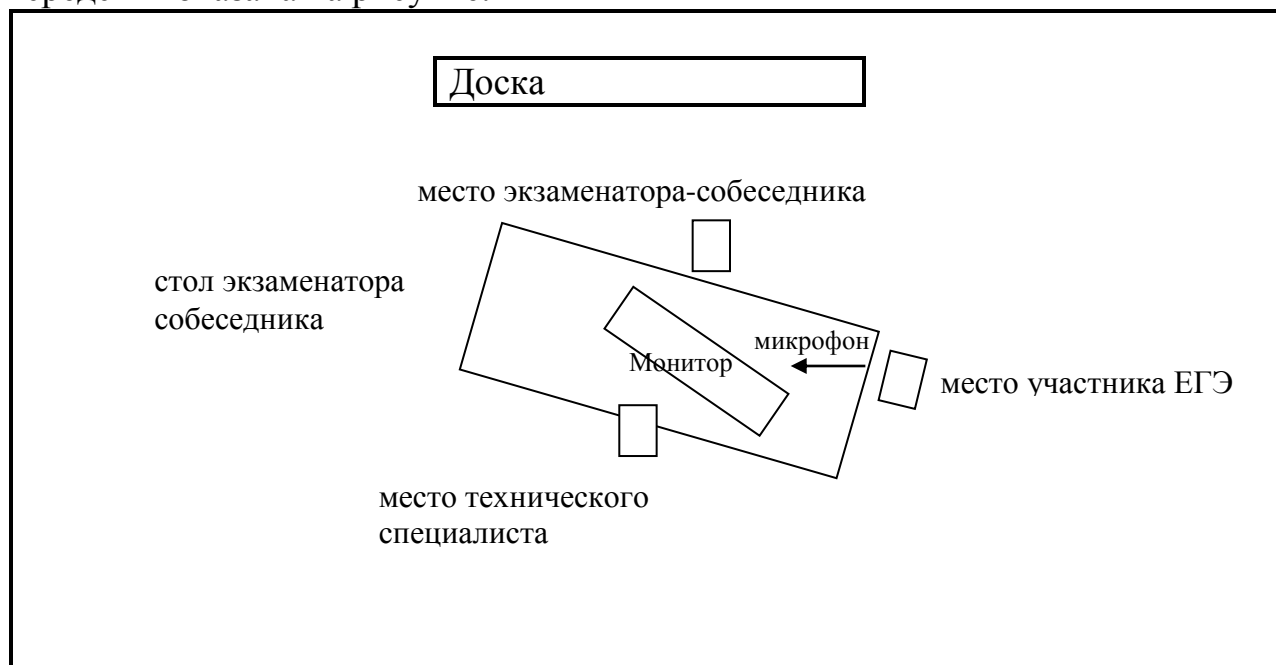 Доска
место экзаменатора-собеседника
стол экзаменатора
собеседника
микрофон
Монитор
место участника ЕГЭ
место технического
специалиста